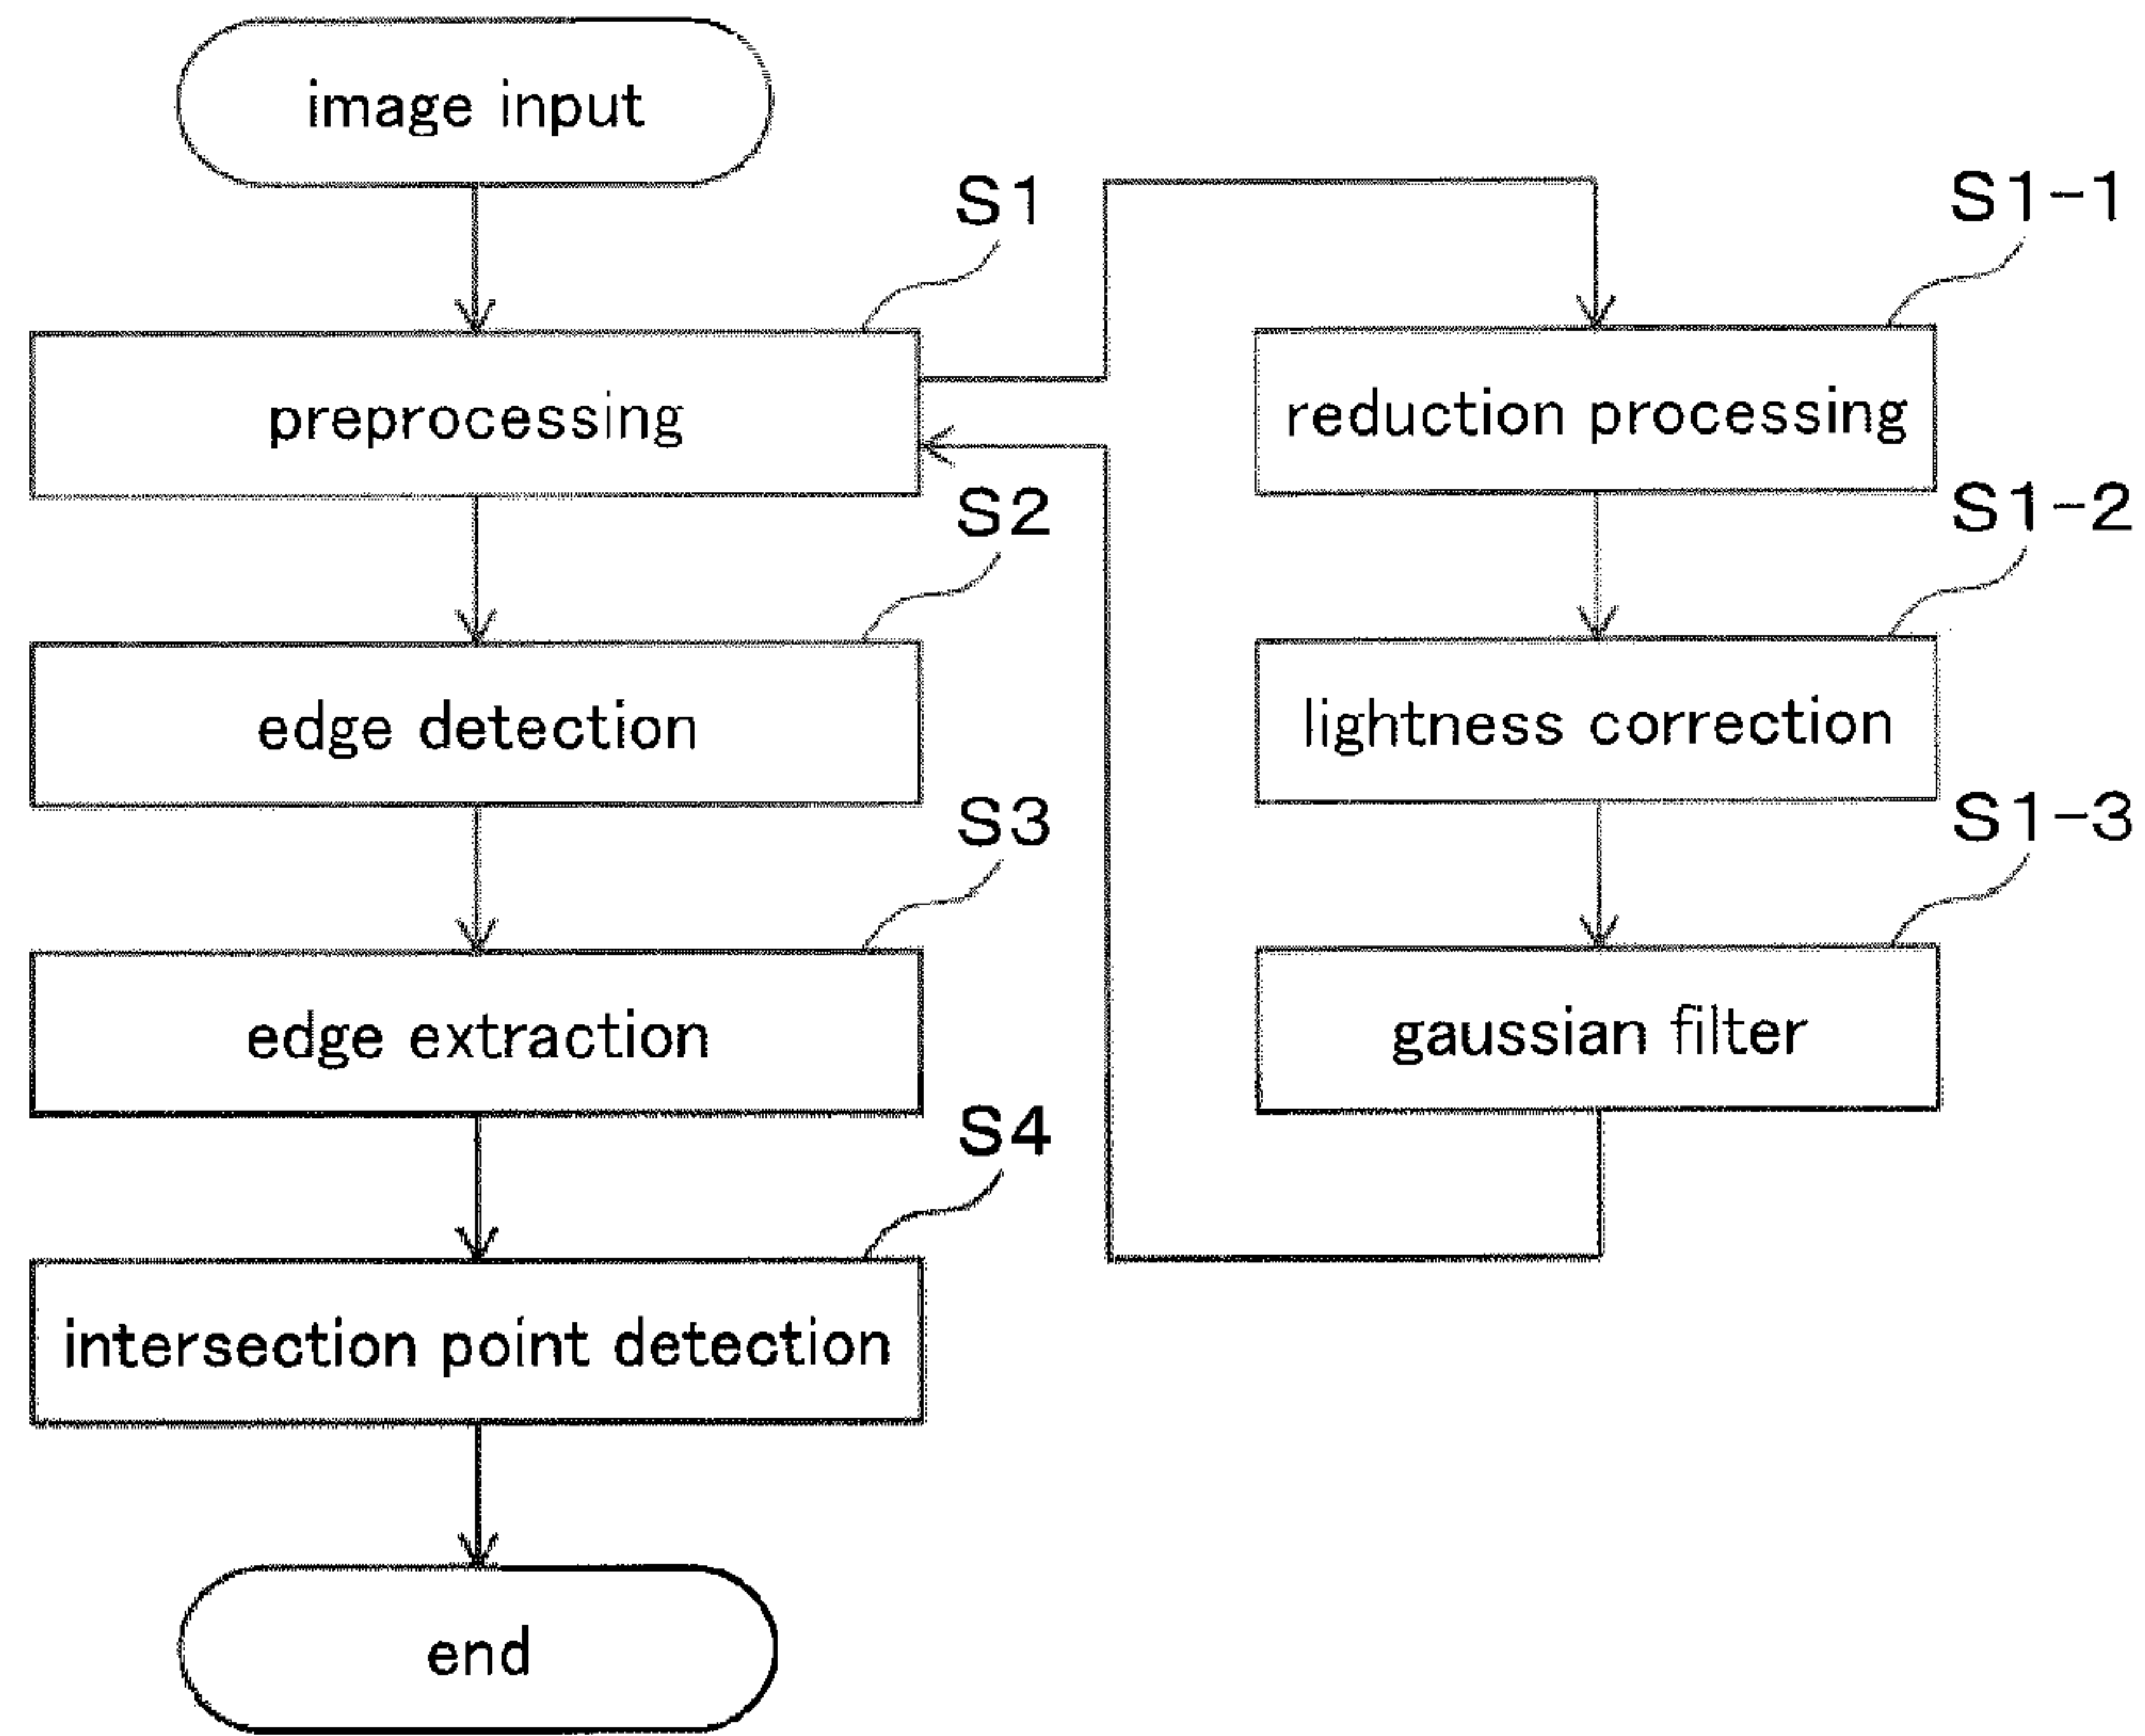 image input
S1
preprocessing
S2
edge detection
S3
edge extraction
S4
intersection point detection
end
S1-1
reduction processing
S1-2
lightness correction
S1-3
gaussian filter